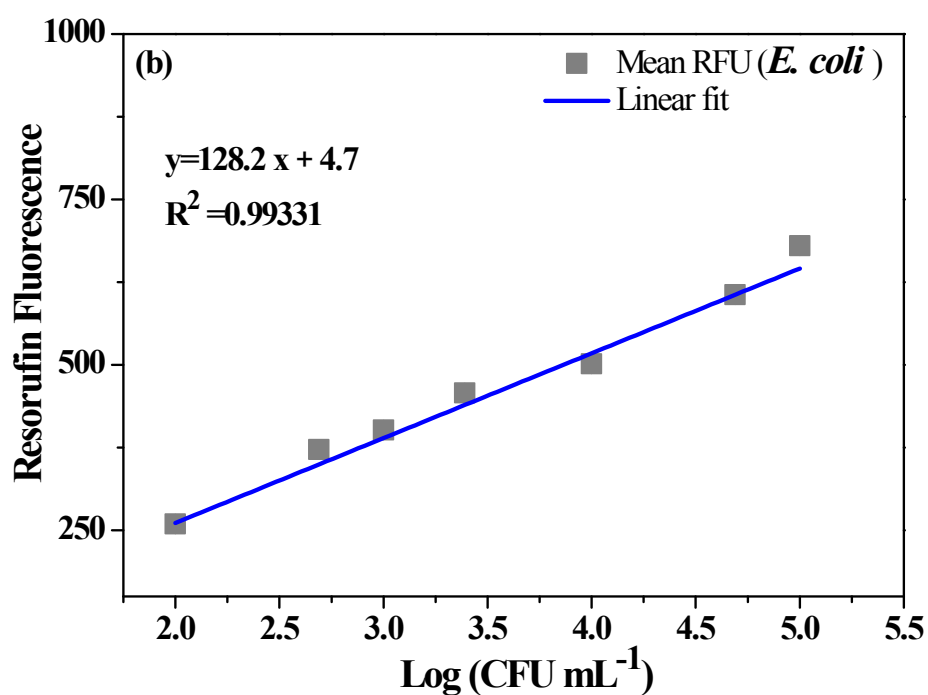 (b)
Mean RFU (E. coli )
Linear fit
y=128.2 x + 4.7
R² =0.99331
Resorufin Fluorescence
1000
750
500
250
2.0 2.5 3.0 3.5 4.0 4.5 5.0 5.5
Log (CFU mL⁻¹)